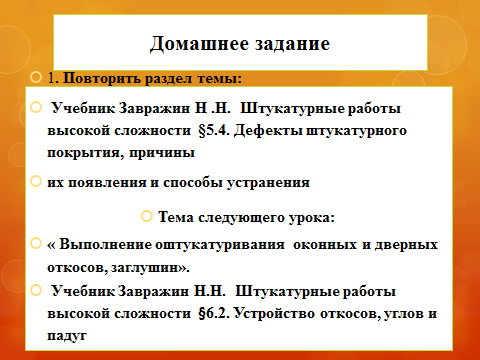 Домашнее задание
1. Повторить раздел темы:
Учебник Завражин Н .Н. Штукатурные работы
высокой сложности §5.4. Дефекты штукатурного
покрытия, причины
их появления и способы устранения
Тема следующего урока:
« Выполнение оштукатуривания оконных и дверных
откосов, заглушин».
Учебник Завражин Н.Н. Штукатурные работы
высокой сложности §6.2. Устройство откосов, углов и
падуг